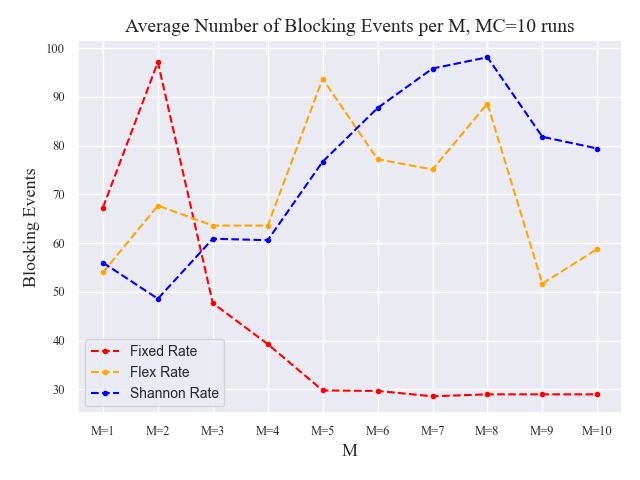 Average Number of Blocking Events per M, MC=10 runs
100
90
80
70
60
50
40
30
Blocking Events
Fixed Rate
Flex Rate
Shannon Rate
M=1 M=2 M=3 M=4 M=5 M=6 M=7 M=8 M=9 M=10
M